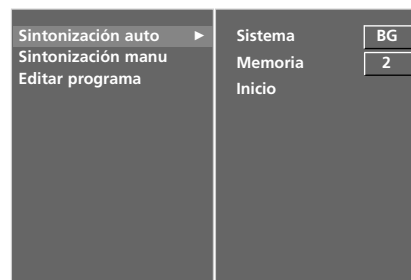 Sintonización auto ►
Sintonización manu
Editar programa
Sistema BG
Memoria 2
Inicio